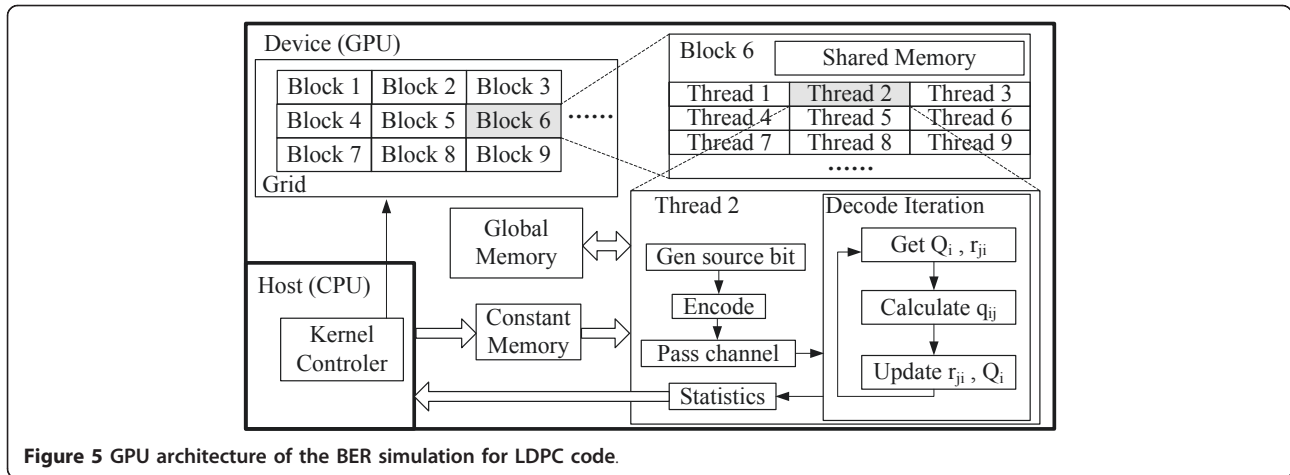 Device (GPU)
Block 1 Block 2 Block 3
Block 4 Block 5 Block 6 ······
Block 7 Block 8 Block 9
Grid
Block 6
Shared Memory
Thread 1 Thread 2 Thread 3
Thread 4 Thread 5 Thread 6
Thread 7 Thread 8 Thread 9
······
Global
Memory
Host (CPU)
Kernel
Controler
Constant
Memory
Thread 2
Gen source bit
Encode
Pass channel
Statistics
Decode Iteration
Get Qi , rji
Calculate qij
Update rji , Qi
Figure 5 GPU architecture of the BER simulation for LDPC code.